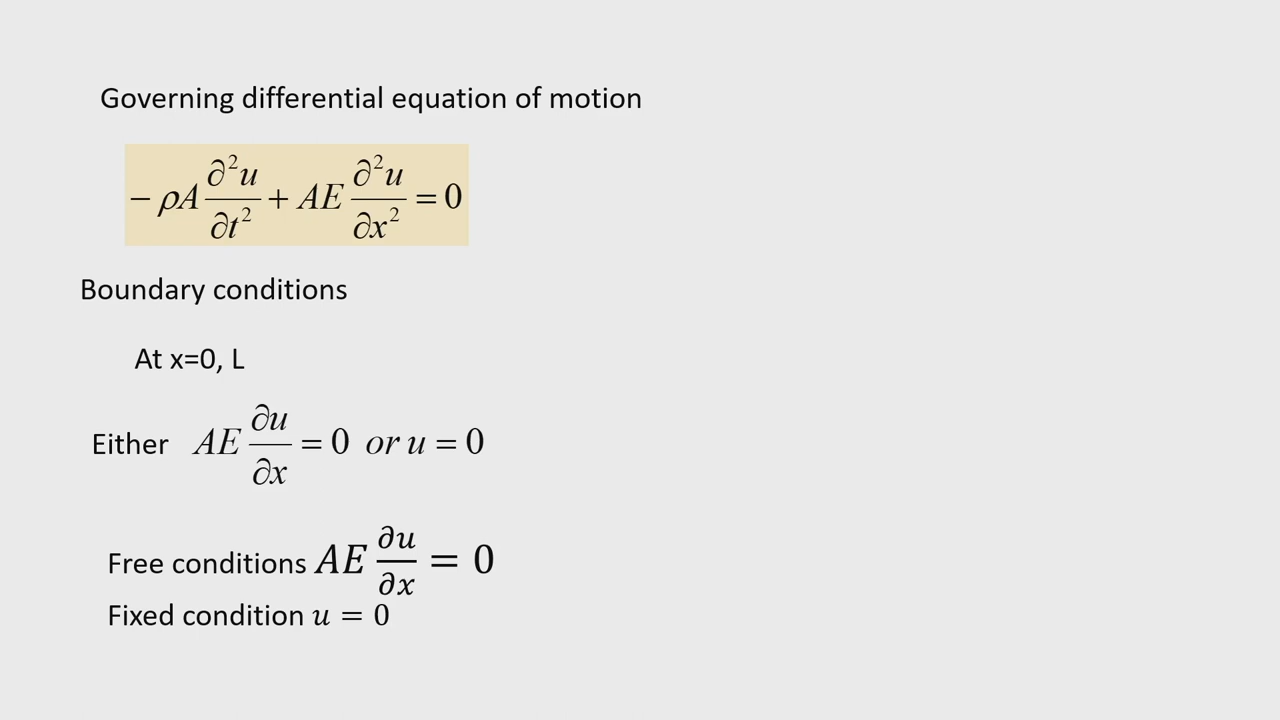 Governing differential equation of motion
− ρA ∂²u/∂t² + AE ∂²u/∂x² = 0
Boundary conditions
At x=0, L
Either AE ∂u/∂x = 0 or u = 0
Free conditions AE ∂u/∂x = 0
Fixed condition u = 0